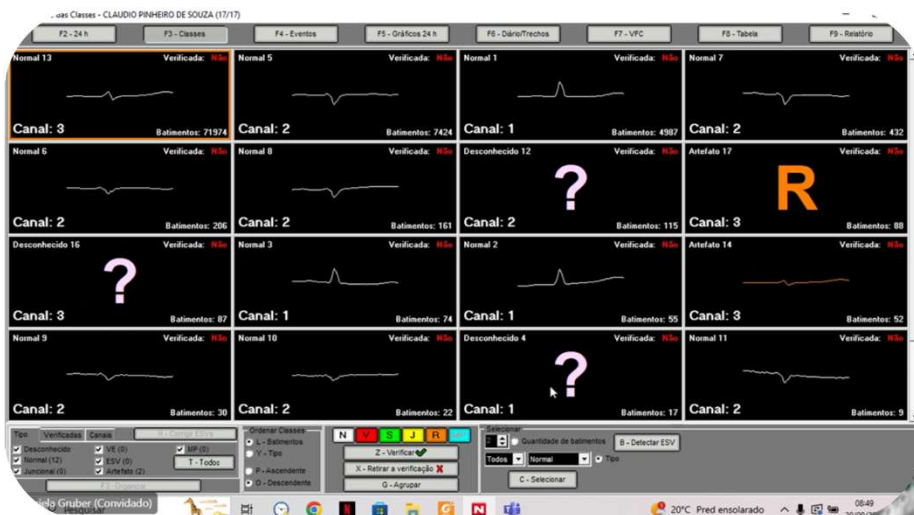 das Classes - CLAUDIO PINHEIRO DE SOUZA (17/17)
F2 - 24 h
F3 - Classes
F4 - Eventos
F5 - Gráficos 24 h
F6 - Diário/Trechos
F7 - VFC
F8 - Tabela
F9 - Relatório
Normal 13 Verificada: Não
Canal: 3 Batimentos: 71974
Normal 5 Verificada: Não
Canal: 2 Batimentos: 7424
Normal 1 Verificada: Não
Canal: 1 Batimentos: 4987
Normal 7 Verificada: Não
Canal: 2 Batimentos: 432
Normal 6 Verificada: Não
Canal: 2 Batimentos: 206
Normal 8 Verificada: Não
Canal: 2 Batimentos: 161
Desconhecido 12 Verificada: Não
?
Canal: 2 Batimentos: 115
Artefato 17 Verificada: Não
R
Canal: 3 Batimentos: 88
Desconhecido 16 Verificada: Não
?
Canal: 3 Batimentos: 87
Normal 3 Verificada: Não
Canal: 1 Batimentos: 74
Normal 2 Verificada: Não
Canal: 1 Batimentos: 55
Artefato 14 Verificada: Não
Canal: 3 Batimentos: 52
Normal 9 Verificada: Não
Canal: 2 Batimentos: 30
Normal 10 Verificada: Não
Canal: 2 Batimentos: 22
Desconhecido 4 Verificada: Não
?
Canal: 1 Batimentos: 17
Normal 11 Verificada: Não
Canal: 2 Batimentos: 9
Tipo Verificadas Canais
Desconhecido VE (0) MP (0)
Normal (12) ESV (0)
Juncional (0) Artefato (2)
T - Todos
Ordenar Classes:
L - Batimentos
Y - Tipo
P - Ascendente
O - Descendente
N V S J R
Z - Verificar
X - Retirar a verificação
G - Agrupar
Selecionar
Quantidade de batimentos
Todos Normal Tipo
B - Detectar ESV
C - Selecionar
iela Gruber (Convidado)
Pesquisar
20°C Pred ensolarado
08:49